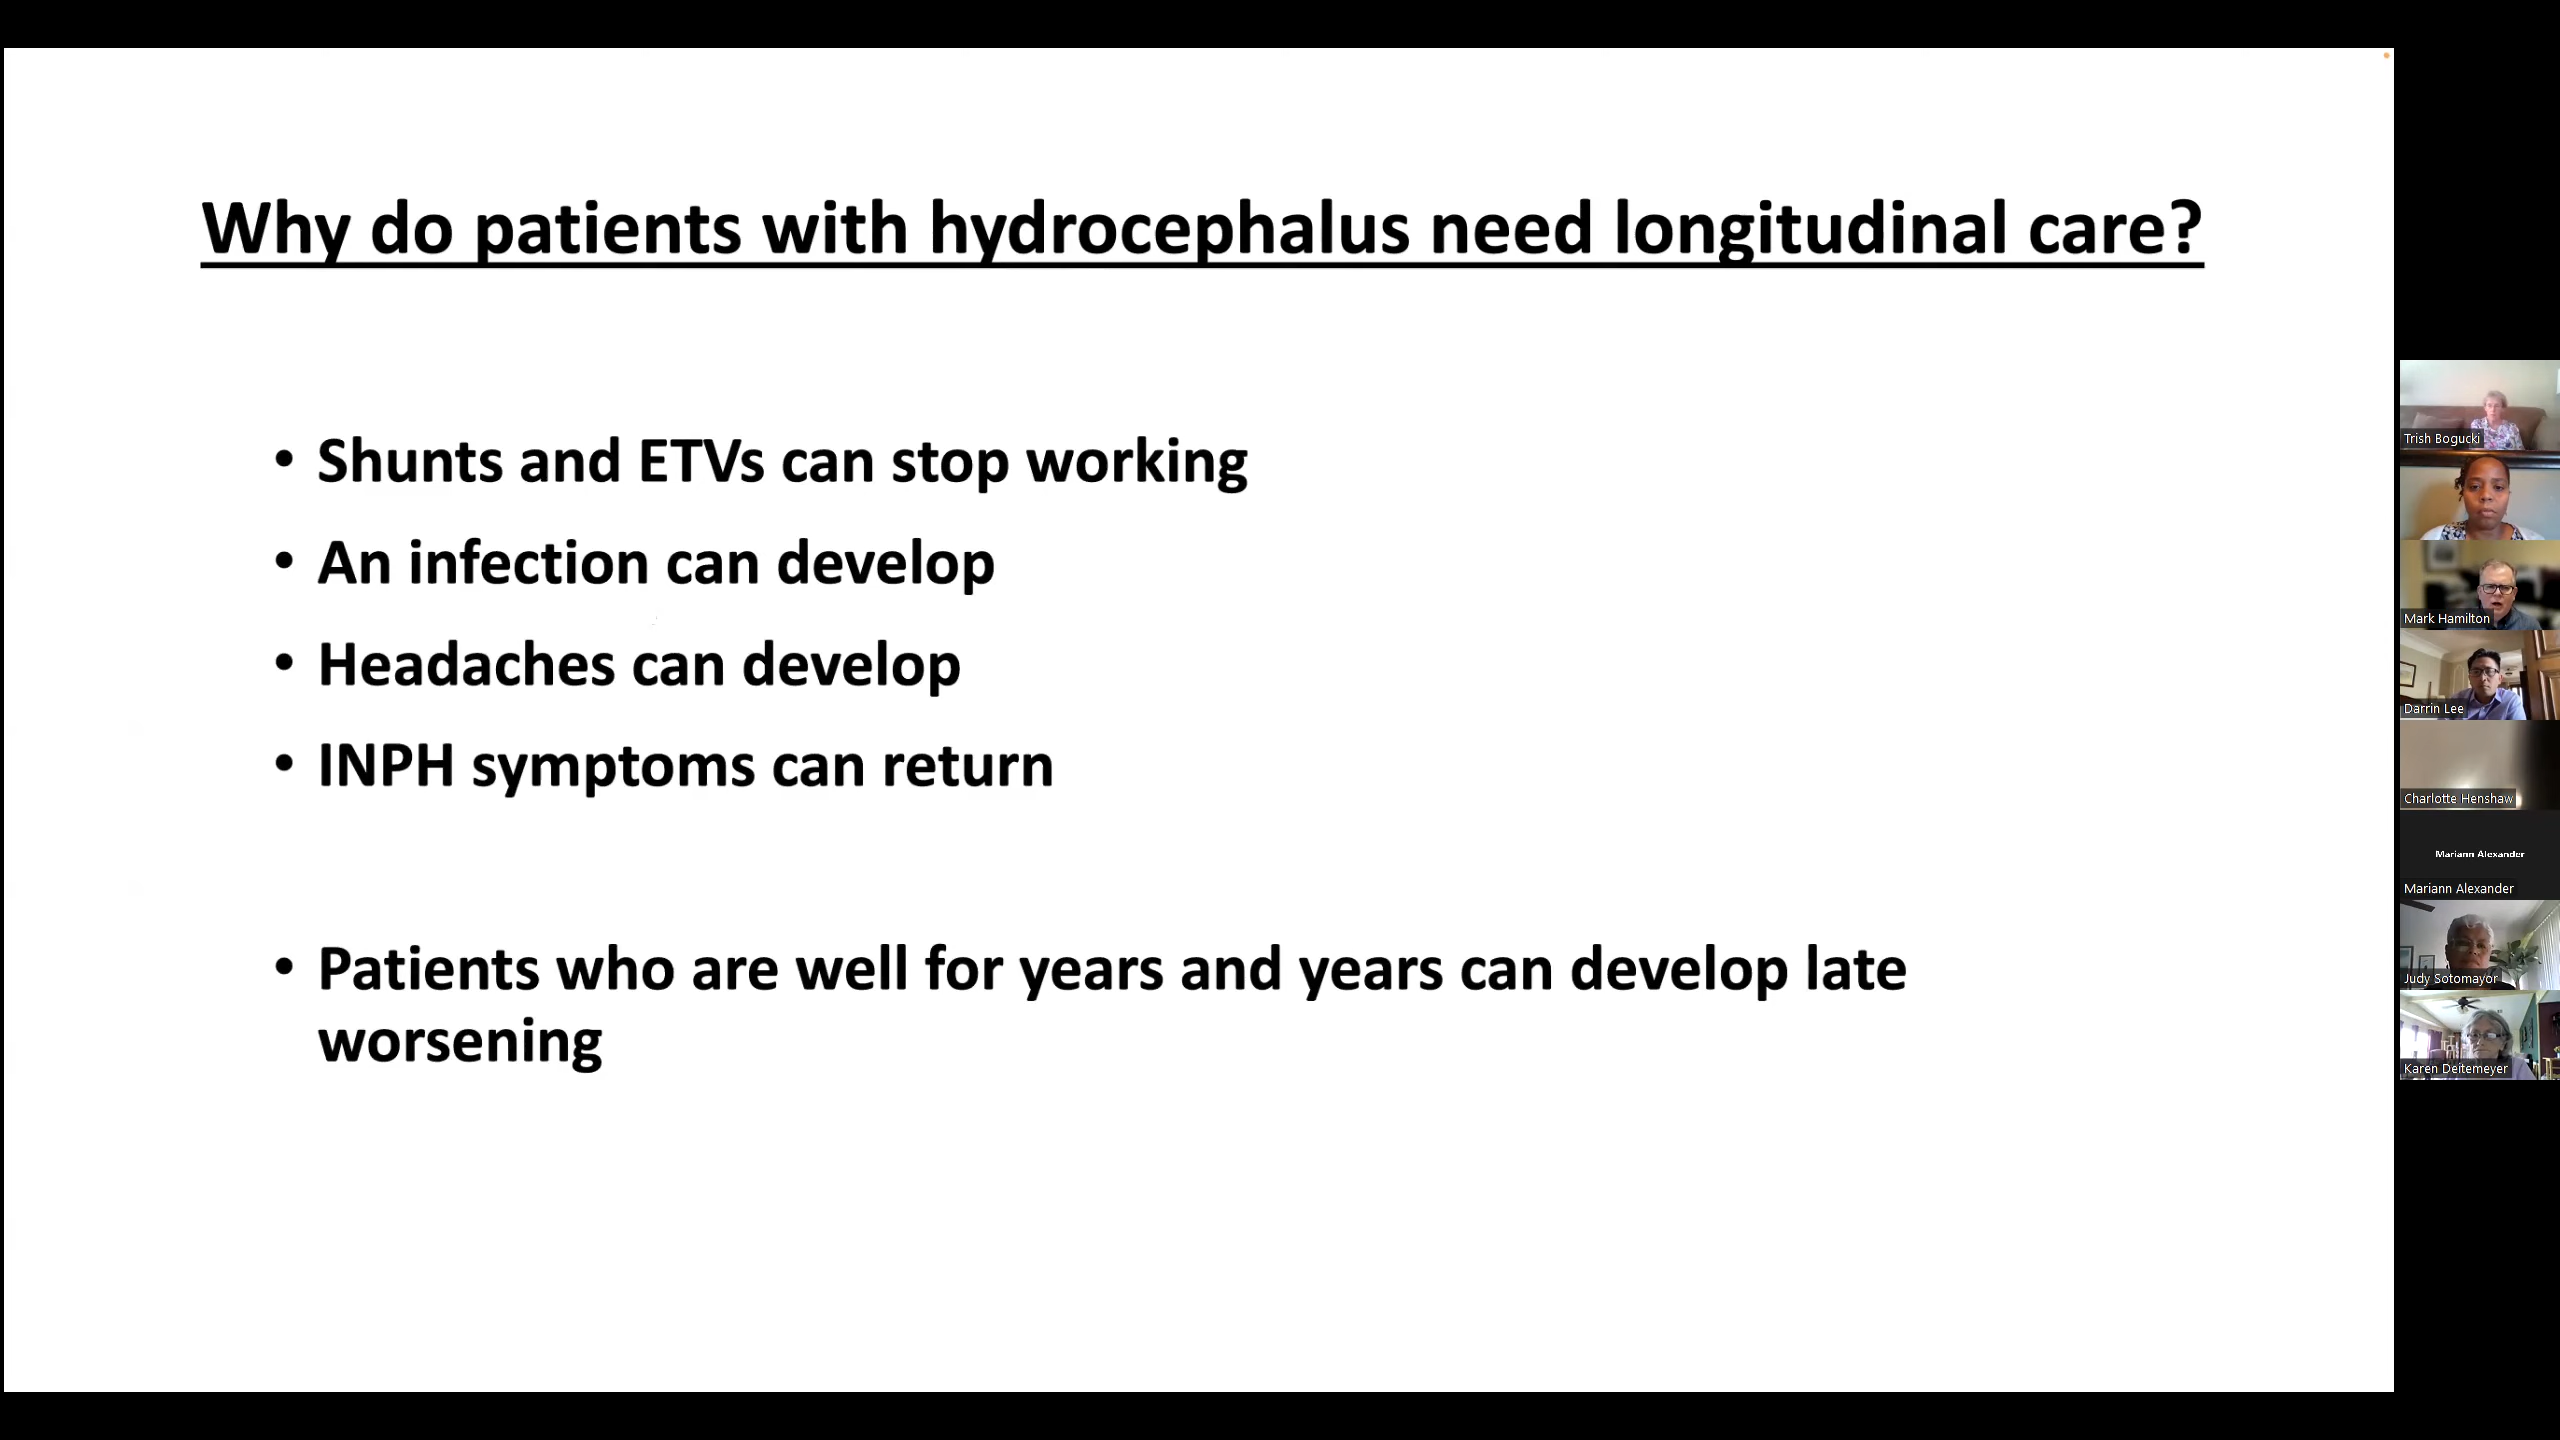 Why do patients with hydrocephalus need longitudinal care?
• Shunts and ETVs can stop working
• An infection can develop
• Headaches can develop
• INPH symptoms can return
• Patients who are well for years and years can develop late
worsening
Trish Bogucki
Mark Hamilton
Darrin Lee
Charlotte Henshaw
Mariann Alexander
Mariann Alexander
Judy Sotomayor
Karen Deitemeyer